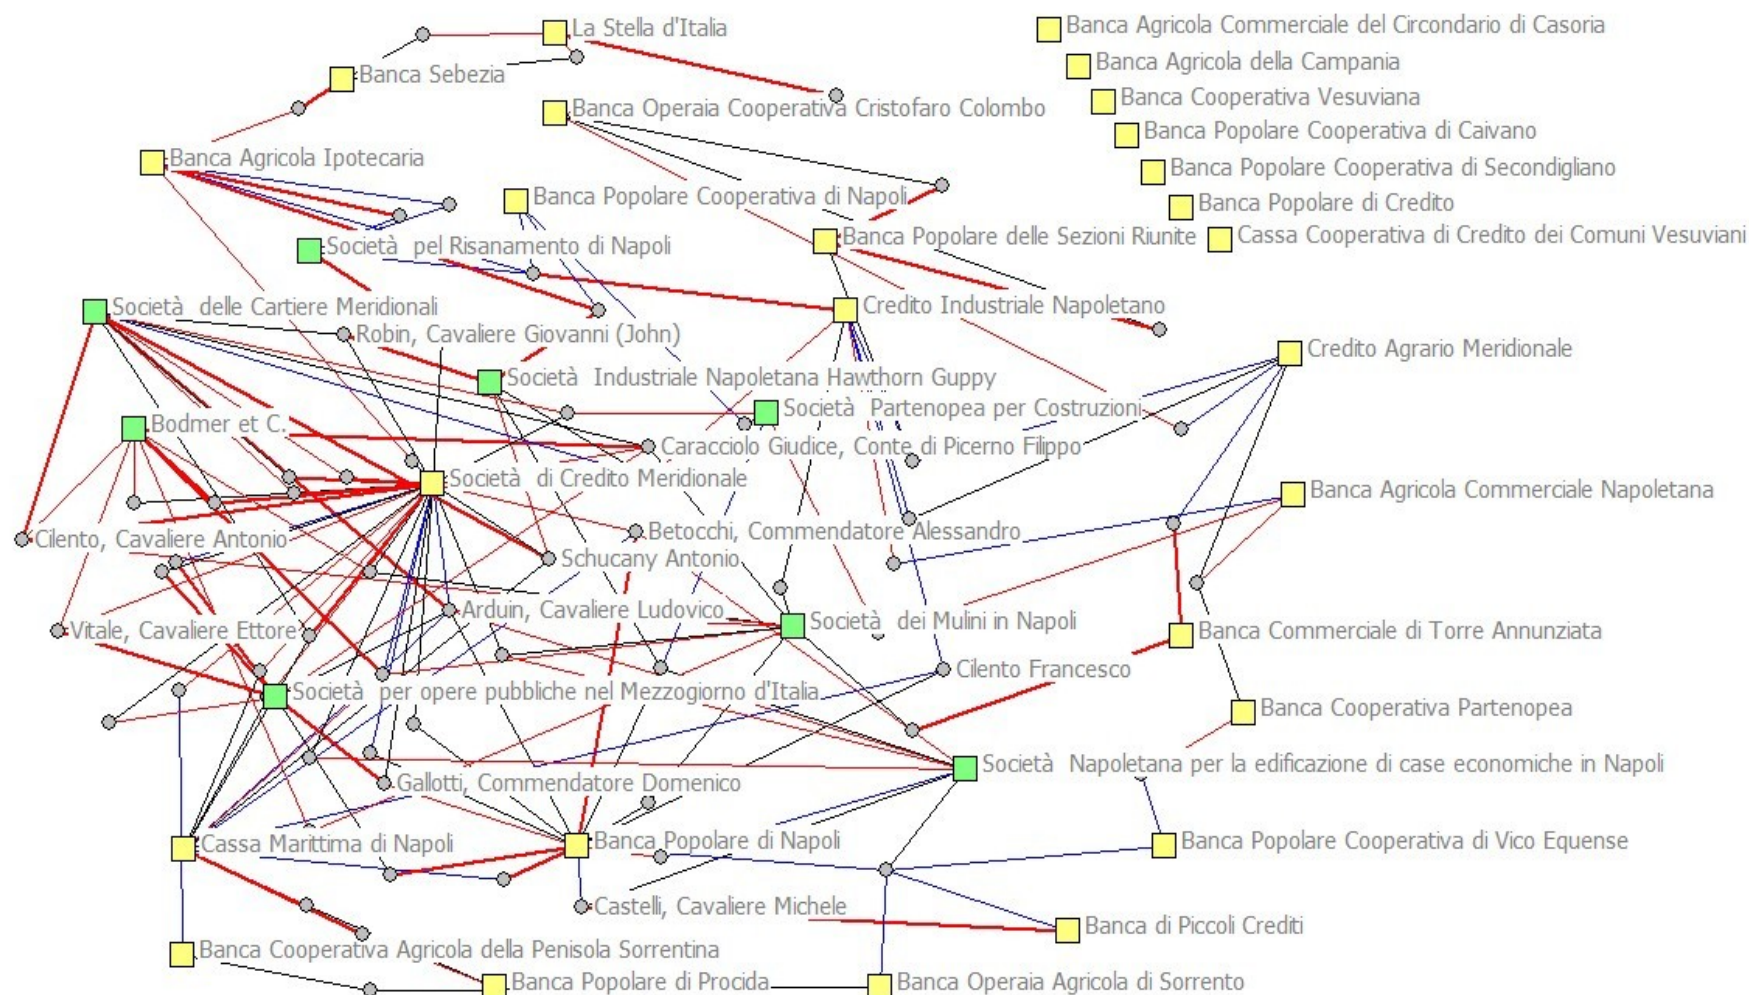 La Stella d'Italia
Banca Agricola Commerciale del Circondario di Casoria
Banca Agricola della Campania
Banca Sebezia
Banca Cooperativa Vesuviana
Banca Operaia Cooperativa Cristofaro Colombo
Banca Popolare Cooperativa di Caivano
Banca Agricola Ipotecaria
Banca Popolare Cooperativa di Secondigliano
Banca Popolare Cooperativa di Napoli
Banca Popolare di Credito
Società pel Risanamento di Napoli
Banca Popolare delle Sezioni Riunite
Cassa Cooperativa di Credito dei Comuni Vesuviani
Società delle Cartiere Meridionali
Credito Industriale Napoletano
Robin, Cavaliere Giovanni (John)
Credito Agrario Meridionale
Società Industriale Napoletana Hawthorn Guppy
Società Partenopea per Costruzioni
Bodmer et C.
Caracciolo Giudice, Conte di Picerno Filippo
Società di Credito Meridionale
Banca Agricola Commerciale Napoletana
Cilento, Cavaliere Antonio
Betocchi, Commendatore Alessandro
Schucany Antonio
Arduin, Cavaliere Ludovico
Società dei Mulini in Napoli
Vitale, Cavaliere Ettore
Banca Commerciale di Torre Annunziata
Cilento Francesco
Società per opere pubbliche nel Mezzogiorno d'Italia
Banca Cooperativa Partenopea
Società Napoletana per la edificazione di case economiche in Napoli
Gallotti, Commendatore Domenico
Cassa Marittima di Napoli
Banca Popolare di Napoli
Banca Popolare Cooperativa di Vico Equense
Castelli, Cavaliere Michele
Banca di Piccoli Crediti
Banca Cooperativa Agricola della Penisola Sorrentina
Banca Popolare di Procida
Banca Operaia Agricola di Sorrento